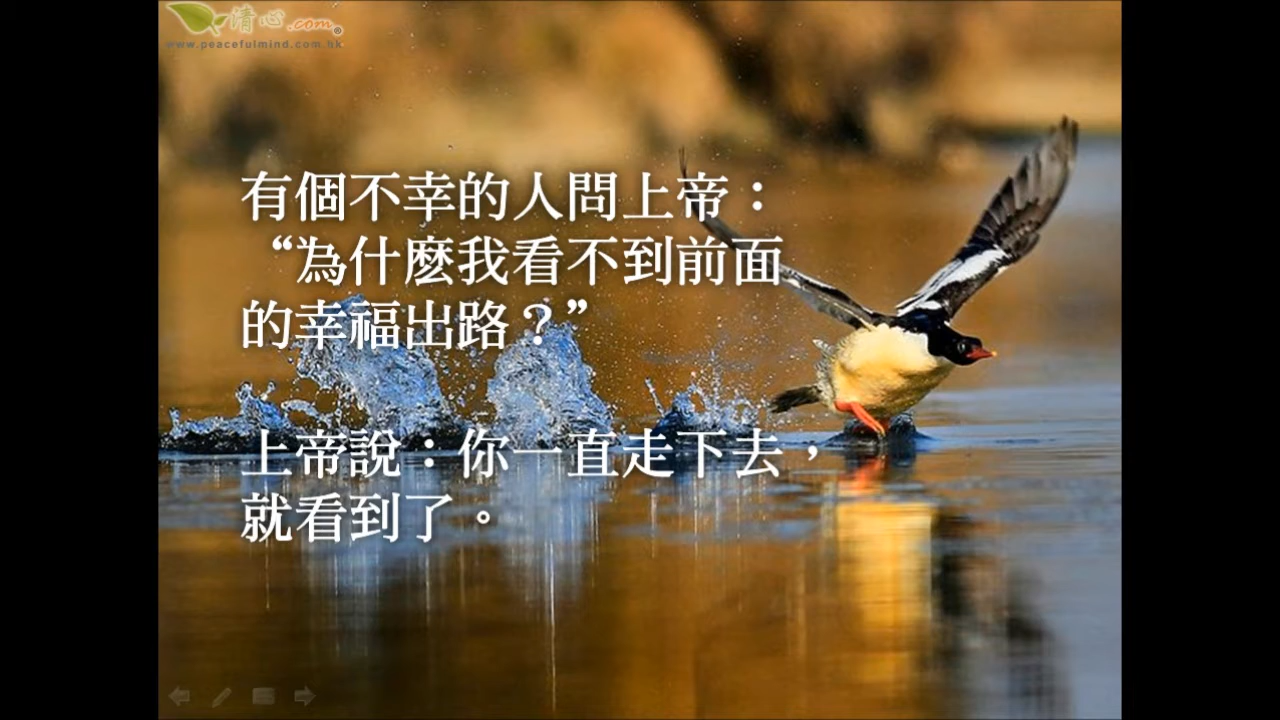 清心.com®
www.peacefulmind.com.hk
有個不幸的人問上帝：
“為什麽我看不到前面
的幸福出路？”
上帝說：你一直走下去，
就看到了。